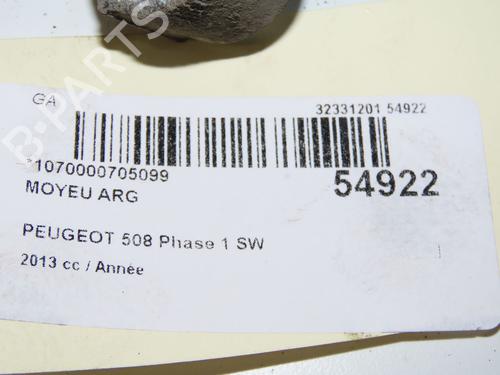 GA
32331201 54922
*1070000705099
54922
MOYEU ARG
PEUGEOT 508 Phase 1 SW
2013 cc / Année
B-PARTS